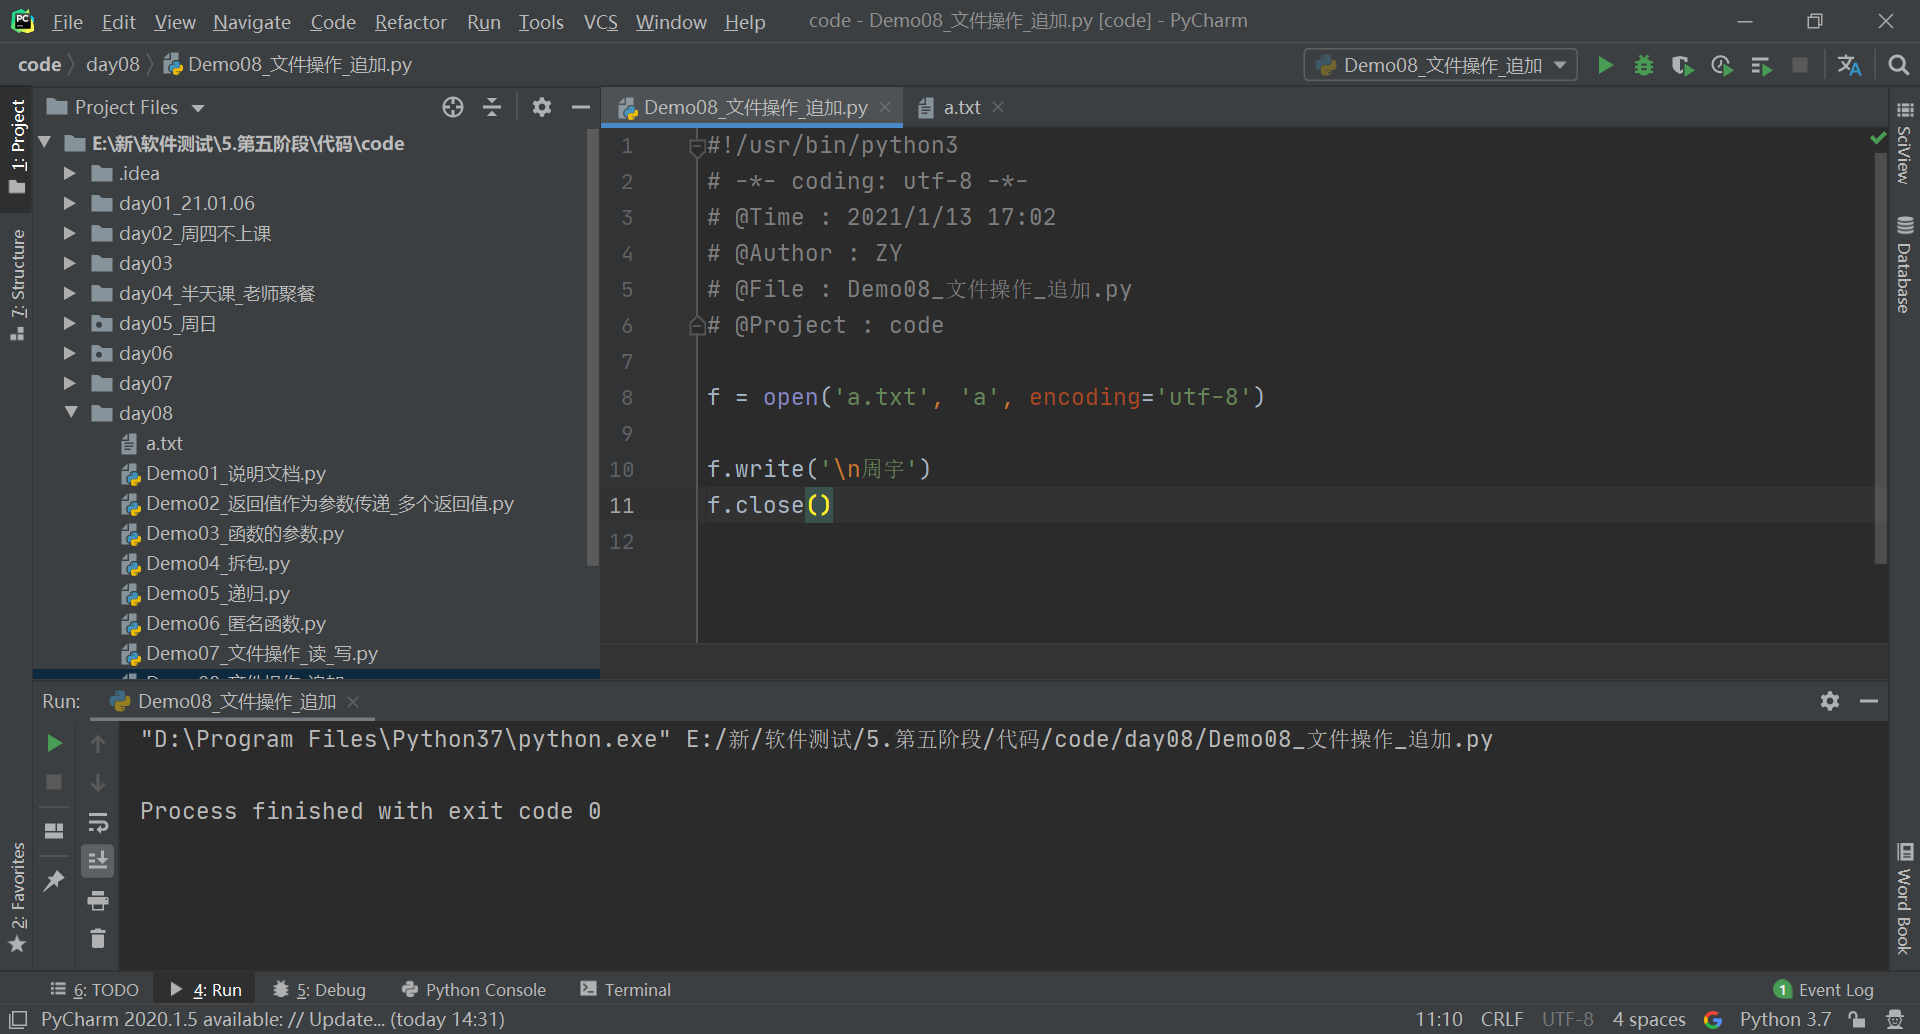 File Edit View Navigate Code Refactor Run Tools VCS Window Help code - Demo08_文件操作_追加.py [code] - PyCharm
code day08 Demo08_文件操作_追加.py Demo08_文件操作_追加
1: Project
7: Structure
2: Favorites
Project Files
E:\新\软件测试\5.第五阶段\代码\code
.idea
day01_21.01.06
day02_周四不上课
day03
day04_半天课_老师聚餐
day05_周日
day06
day07
day08
a.txt
Demo01_说明文档.py
Demo02_返回值作为参数传递_多个返回值.py
Demo03_函数的参数.py
Demo04_拆包.py
Demo05_递归.py
Demo06_匿名函数.py
Demo07_文件操作_读_写.py
Demo08_文件操作_追加.py a.txt
1 #!/usr/bin/python3
2 # -*- coding: utf-8 -*-
3 # @Time : 2021/1/13 17:02
4 # @Author : ZY
5 # @File : Demo08_文件操作_追加.py
6 # @Project : code
7
8 f = open('a.txt', 'a', encoding='utf-8')
9
10 f.write('\n周宇')
11 f.close()
12
SciView
Database
Word Book
Run: Demo08_文件操作_追加
"D:\Program Files\Python37\python.exe" E:/新/软件测试/5.第五阶段/代码/code/day08/Demo08_文件操作_追加.py
Process finished with exit code 0
6: TODO 4: Run 5: Debug Python Console Terminal 1 Event Log
PyCharm 2020.1.5 available: // Update... (today 14:31) 11:10 CRLF UTF-8 4 spaces Python 3.7